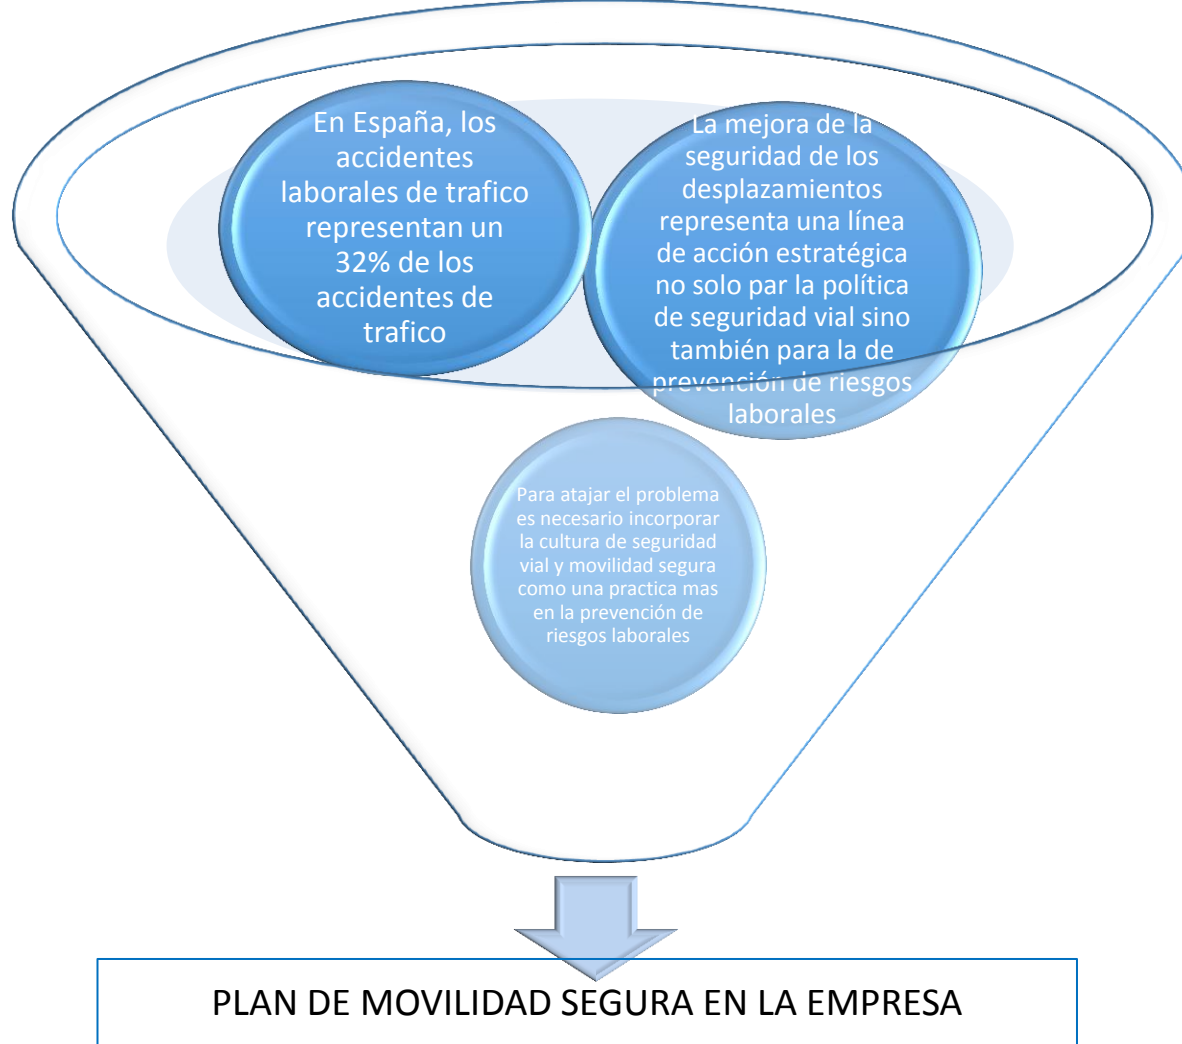 En España, los
accidentes
laborales de trafico
representan un
32% de los
accidentes de
trafico
La mejora de la
seguridad de los
desplazamientos
representa una línea
de acción estratégica
no solo par la política
de seguridad vial sino
también para la de
prevención de riesgos
laborales
Para atajar el problema
es necesario incorporar
la cultura de seguridad
vial y movilidad segura
como una practica mas
en la prevención de
riesgos laborales
PLAN DE MOVILIDAD SEGURA EN LA EMPRESA